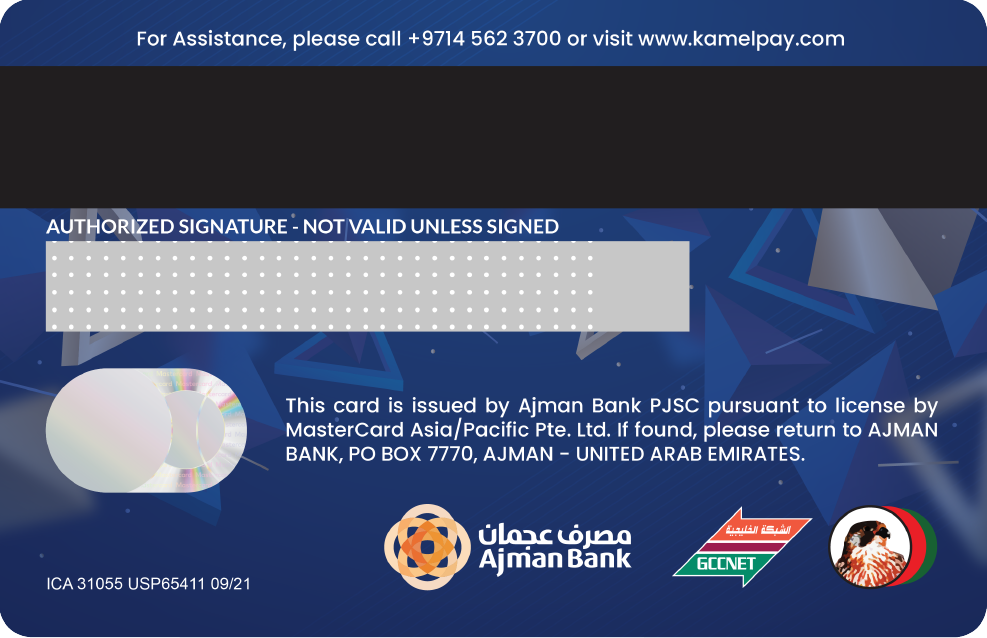 For Assistance, please call +9714 562 3700 or visit www.kamelpay.com
AUTHORIZED SIGNATURE - NOT VALID UNLESS SIGNED
This card is issued by Ajman Bank PJSC pursuant to license by
MasterCard Asia/Pacific Pte. Ltd. If found, please return to AJMAN
BANK, PO BOX 7770, AJMAN - UNITED ARAB EMIRATES.
مصرف عجمان
Ajman Bank
الشبكة الخليجية
GCCNET
ICA 31055 USP65411 09/21